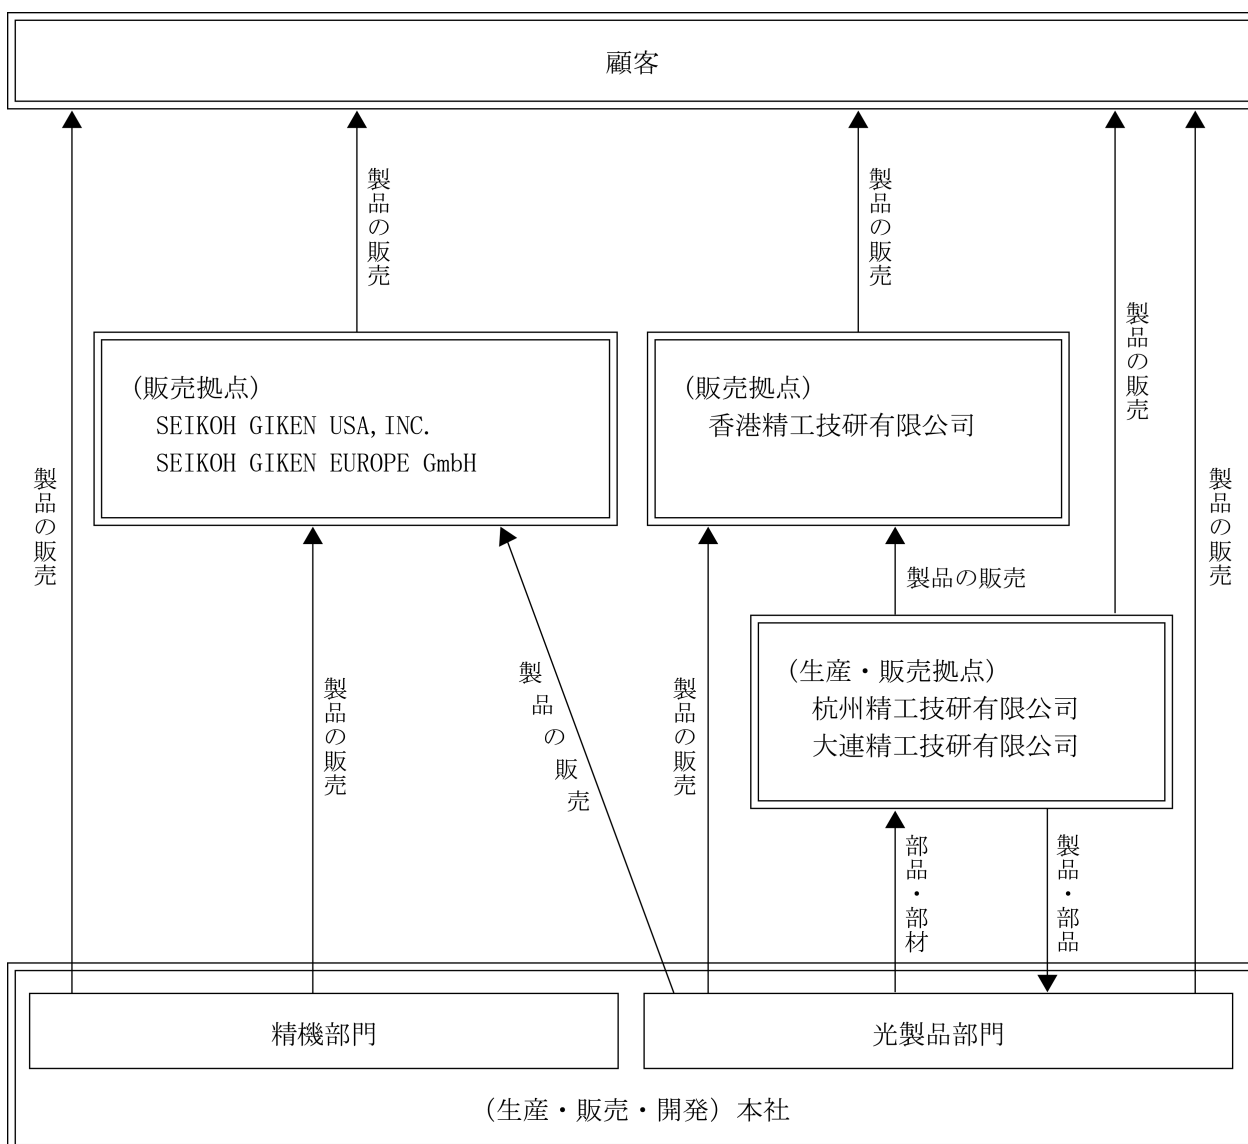 顧客
製品の販売
製品の販売
製品の販売
製品の販売
製品の販売
(販売拠点)
SEIKOH GIKEN USA,INC.
SEIKOH GIKEN EUROPE GmbH
(販売拠点)
香港精工技研有限公司
製品の販売
製品の販売
製品の販売
製品の販売
(生産・販売拠点)
杭州精工技研有限公司
大連精工技研有限公司
部品・部材
製品・部品
精機部門
光製品部門
(生産・販売・開発)本社
製品の販売